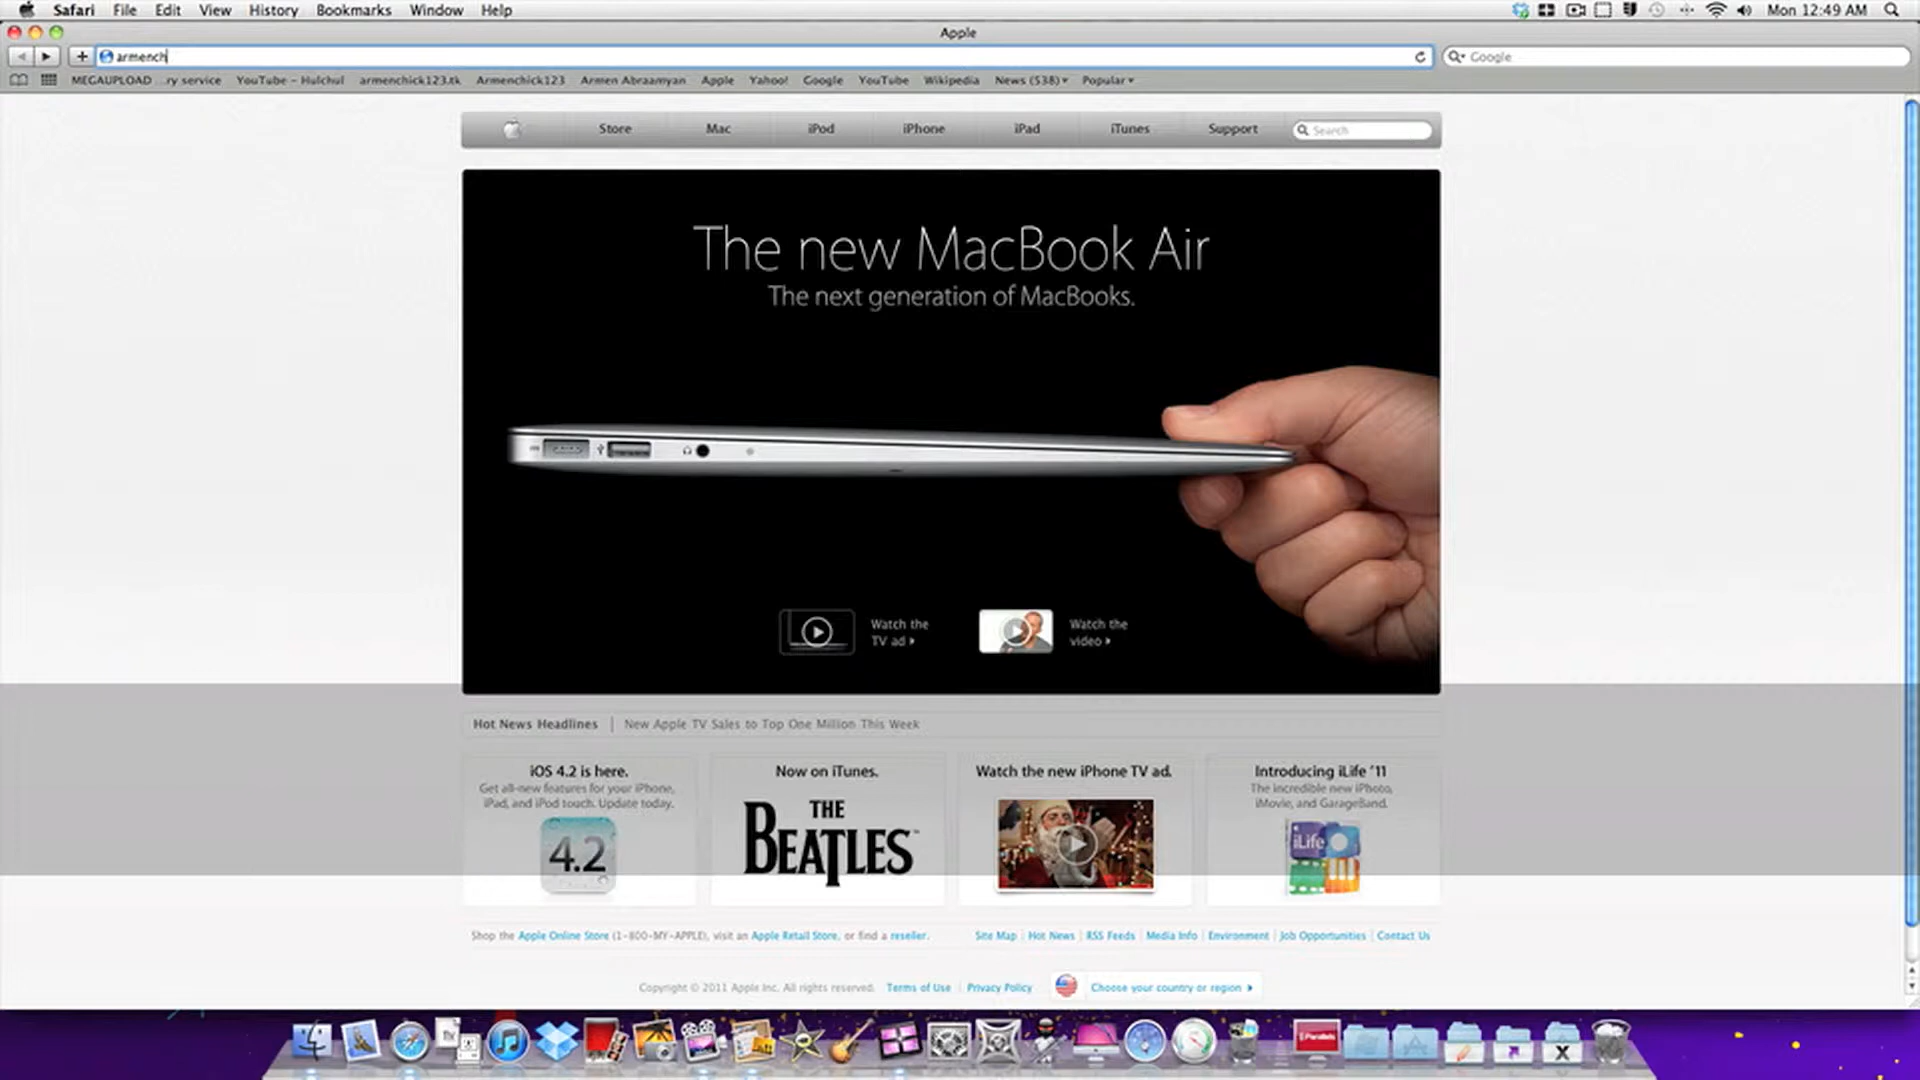 Safari File Edit View History Bookmarks Window Help
Mon 12:49 AM
Apple
armench
Google
MEGAUPLOAD ...ry service YouTube - Hulchul armenchick123.tk Armenchick123 Armen Abraamyan Apple Yahoo! Google YouTube Wikipedia News (538) Popular
Store Mac iPod iPhone iPad iTunes Support Search
The new MacBook Air
The next generation of MacBooks.
Watch the
TV ad
Watch the
video
Hot News Headlines | New Apple TV Sales to Top One Million This Week
iOS 4.2 is here.
Get all-new features for your iPhone,
iPad, and iPod touch. Update today.
4.2
Now on iTunes.
THE
BEATLES
Watch the new iPhone TV ad.
Introducing iLife '11
The incredible new iPhoto,
iMovie, and GarageBand.
iLife
Shop the Apple Online Store (1-800-MY-APPLE), visit an Apple Retail Store, or find a reseller.
Site Map Hot News RSS Feeds Media Info Environment Job Opportunities Contact Us
Copyright © 2011 Apple Inc. All rights reserved. Terms of Use Privacy Policy
Choose your country or region
Parallels
X